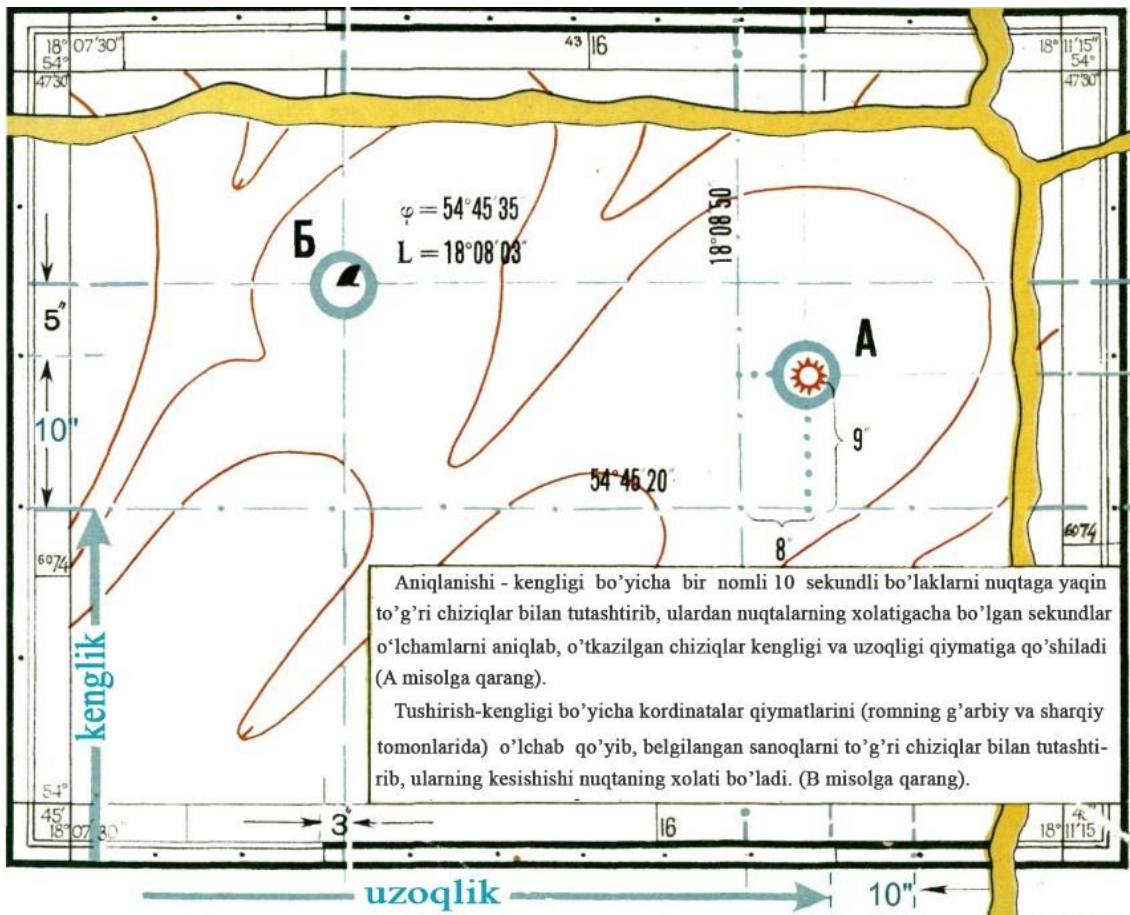 18° 07′30″
43 16
18° 11′15″
54°
47′30″
54°
47′30″
φ = 54°45′35″
18°08′50″
Б
L = 18°08′03″
5″
А
10″
9″
54°45′20″
8″
6074
6074
Aniqlanishi - kengligi bo’yicha bir nomli 10 sekundli bo’laklarni nuqtaga yaqin
to’g’ri chiziqlar bilan tutashtirib, ulardan nuqtalarning xolatigacha bo’lgan sekundlar
o‘lchamlarni aniqlab, o’tkazilgan chiziqlar kengligi va uzoqligi qiymatiga qo’shiladi
(A misolga qarang).
Tushirish-kengligi bo’yicha kordinatalar qiymatlarini (romning g’arbiy va sharqiy
tomonlarida) o’lchab qo’yib, belgilangan sanoqlarni to’g’ri chiziqlar bilan tutashti-
rib, ularning kesishishi nuqtaning xolati bo’ladi. (B misolga qarang).
kengilik
54°
45′
18°07′30″
3″
16
18°11′15
uzoqlik
10″